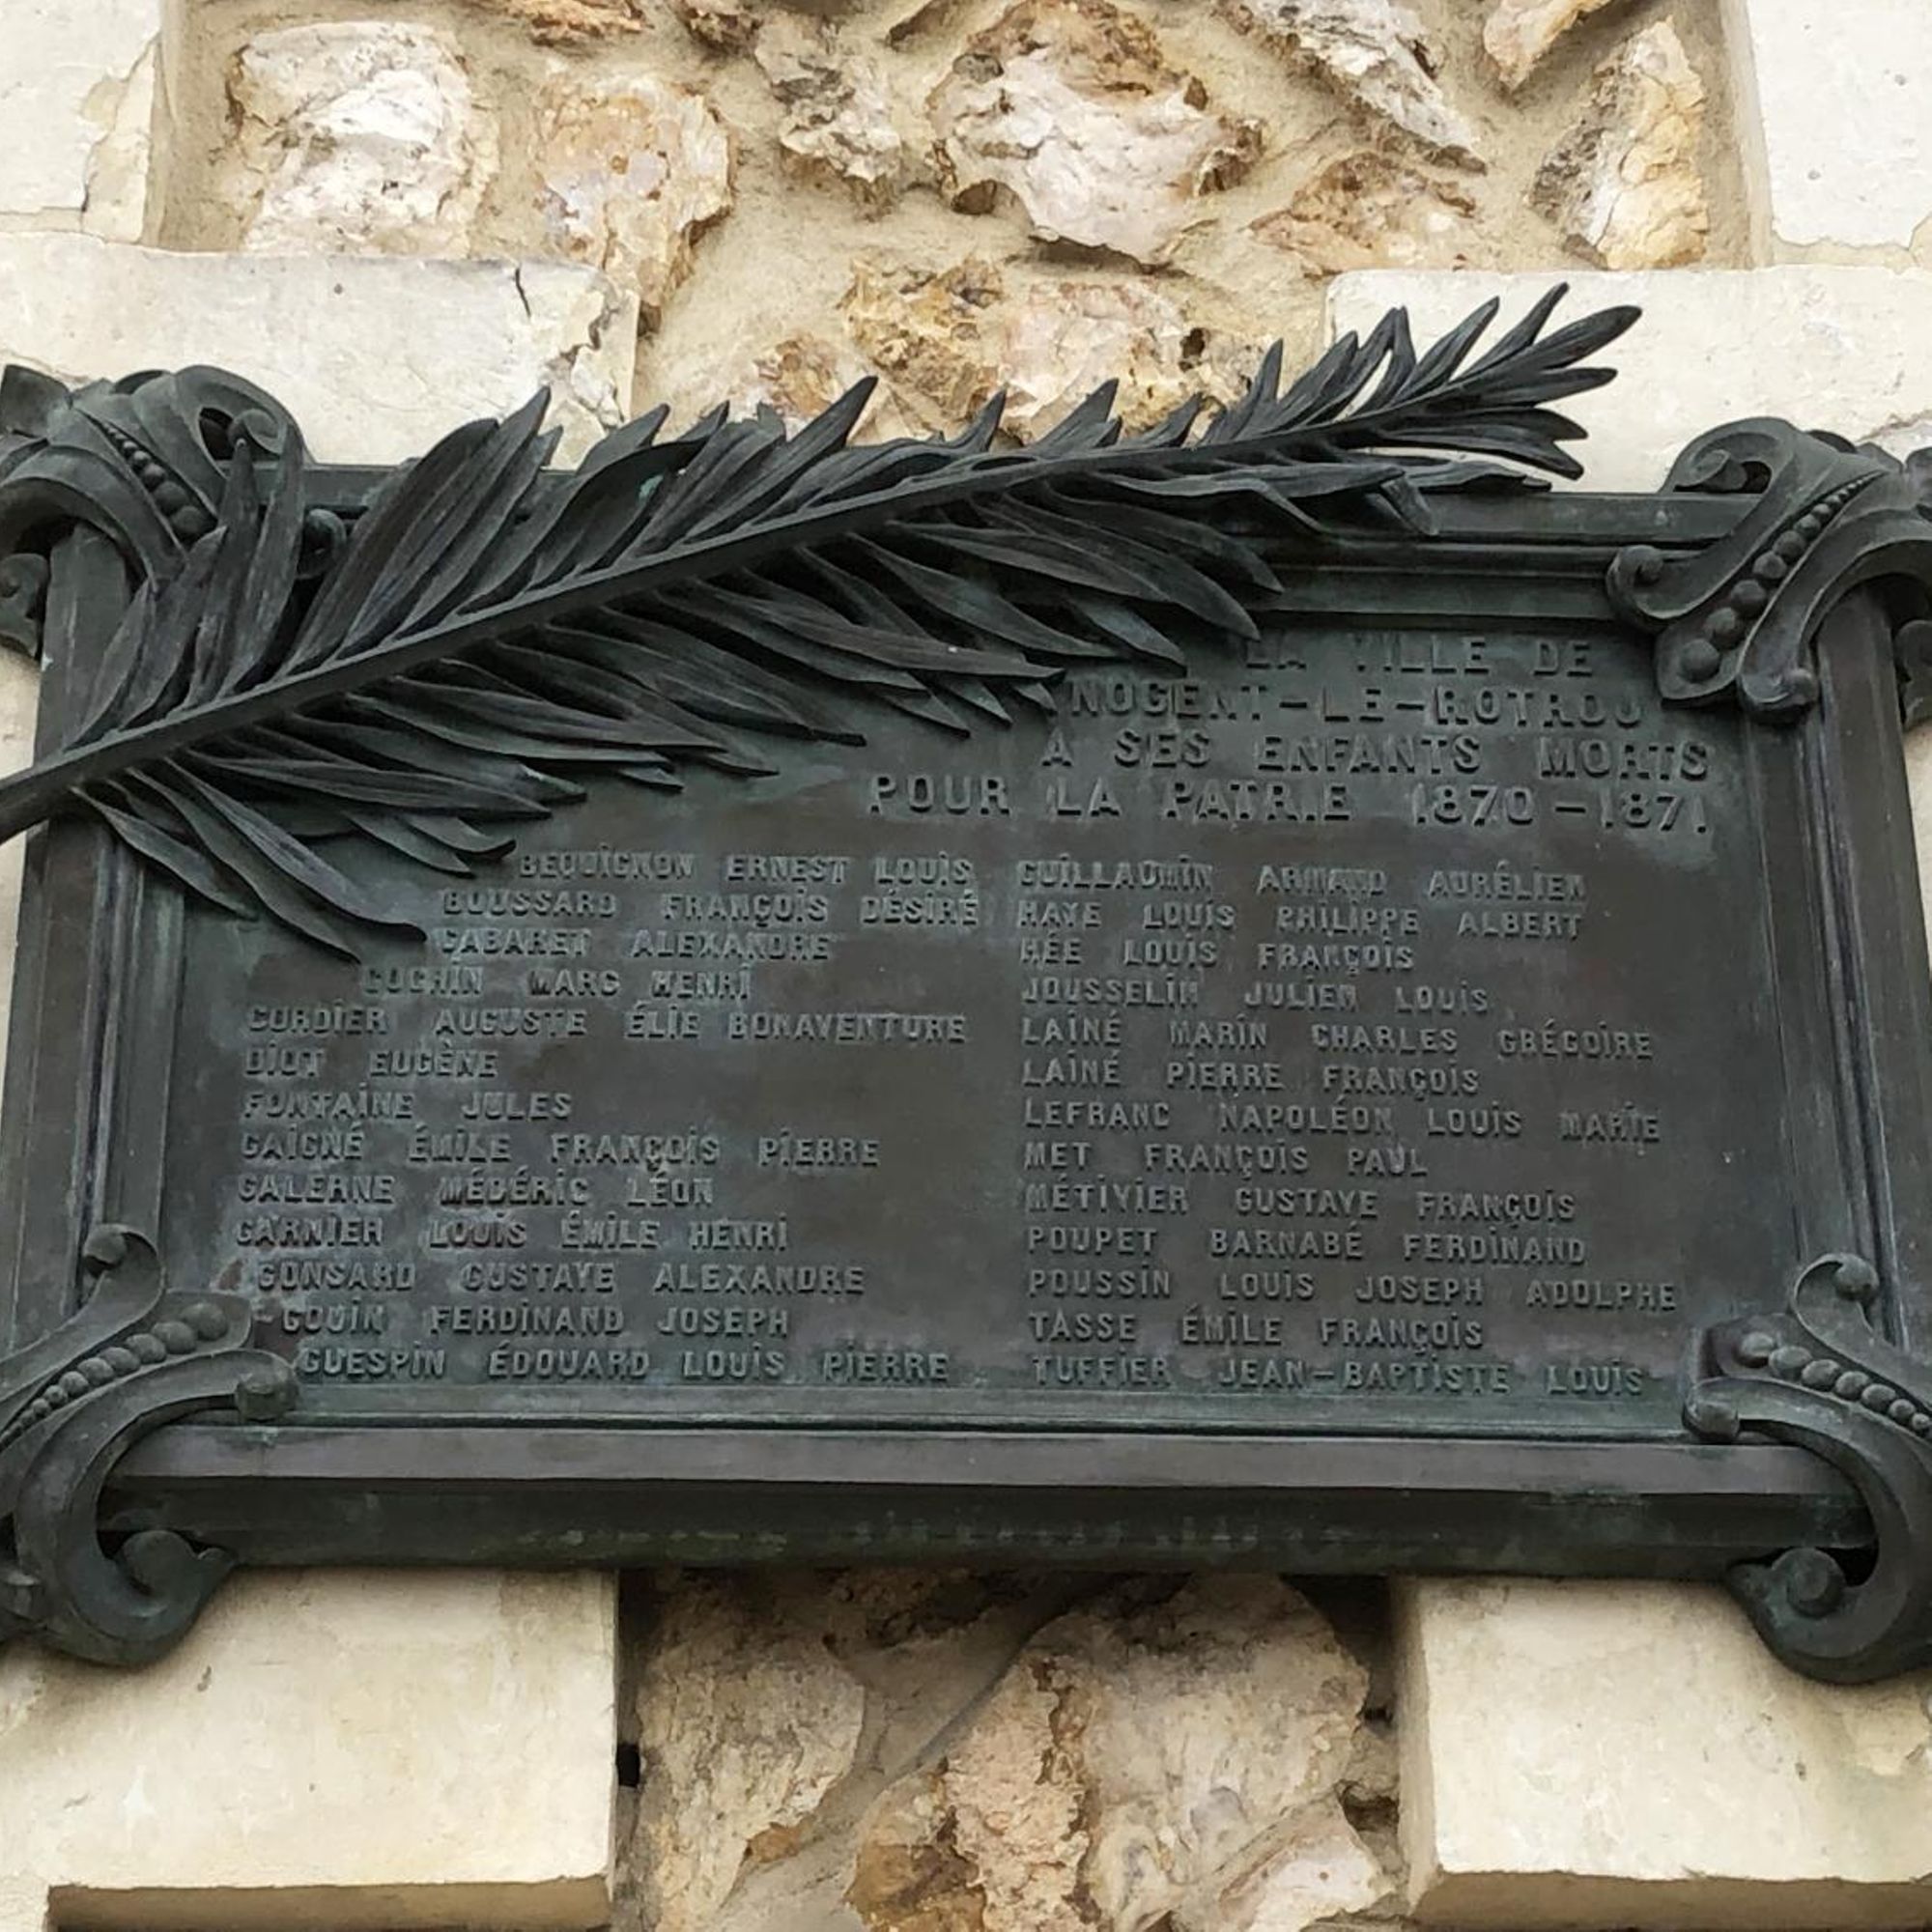 LA VILLE DE
NOGENT-LE-ROTROU
A SES ENFANTS MORTS
POUR LA PATRIE 1870-1871
BEQUIGNON ERNEST LOUIS
BOUSSARD FRANÇOIS DÉSIRÉ
CABARET ALEXANDRE
COCHIN MARC HENRI
CORDIER AUGUSTE ÉLIE BONAVENTURE
DIOT EUGÈNE
FONTAINE JULES
GAIGNÉ ÉMILE FRANÇOIS PIERRE
GALERNE MÉDÉRIC LÉON
GARNIER LOUIS ÉMILE HENRI
GONSARD GUSTAVE ALEXANDRE
GOUIN FERDINAND JOSEPH
GUESPIN ÉDOUARD LOUIS PIERRE
GUILLAUMIN ARMAND AURÉLIEN
HAYE LOUIS PHILIPPE ALBERT
HÉE LOUIS FRANÇOIS
JOUSSELIN JULIEN LOUIS
LAINÉ MARIN CHARLES GRÉGOIRE
LAINÉ PIERRE FRANÇOIS
LEFRANC NAPOLÉON LOUIS MARIE
MET FRANÇOIS PAUL
MÉTIVIER GUSTAVE FRANÇOIS
POUPET BARNABÉ FERDINAND
POUSSIN LOUIS JOSEPH ADOLPHE
TASSE ÉMILE FRANÇOIS
TUFFIER JEAN-BAPTISTE LOUIS